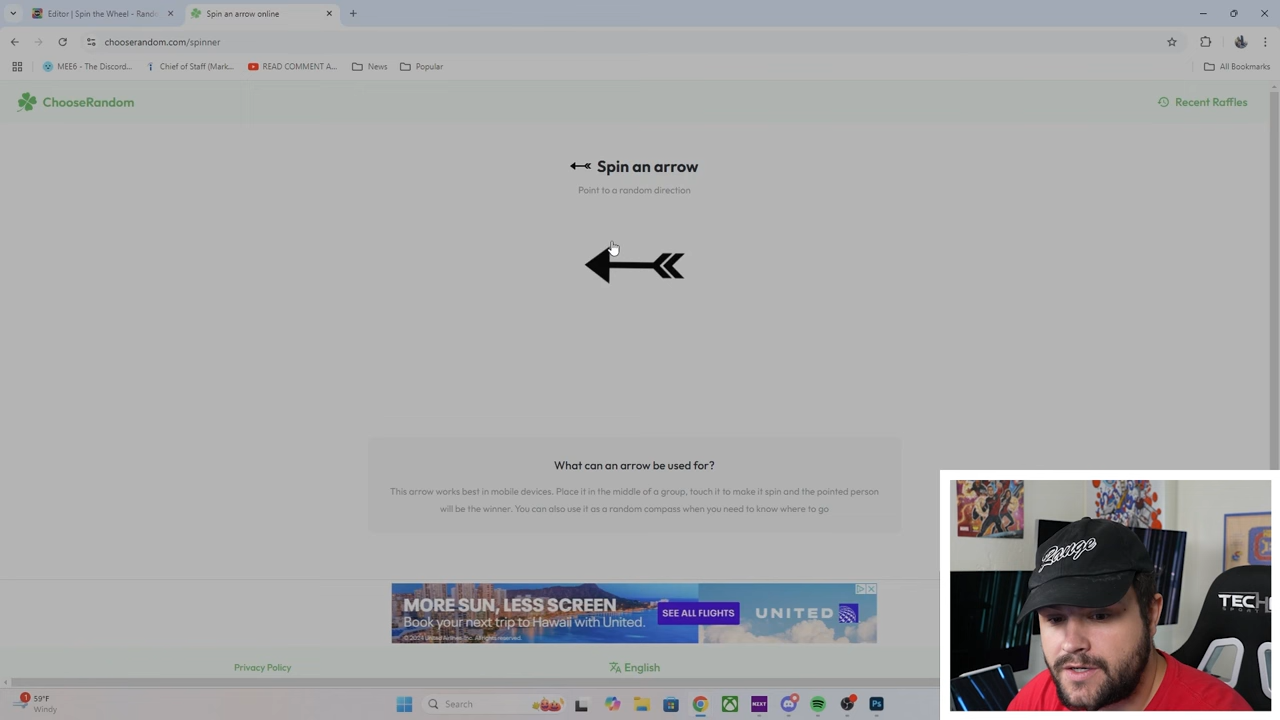 Editor | Spin the Wheel - Rando
Spin an arrow online
chooserandom.com/spinner
MEE6 - The Discord...
Chief of Staff (Mark...
READ COMMENT A...
News
Popular
All Bookmarks
ChooseRandom
Recent Raffles
Spin an arrow
Point to a random direction
What can an arrow be used for?
This arrow works best in mobile devices. Place it in the middle of a group, touch it to make it spin and the pointed person
will be the winner. You can also use it as a random compass when you need to know where to go
MORE SUN, LESS SCREEN
Book your next trip to Hawaii with United.
SEE ALL FLIGHTS
UNITED
Privacy Policy
English
1
59°F
Windy
Search
NEXT
TECH
SPORT